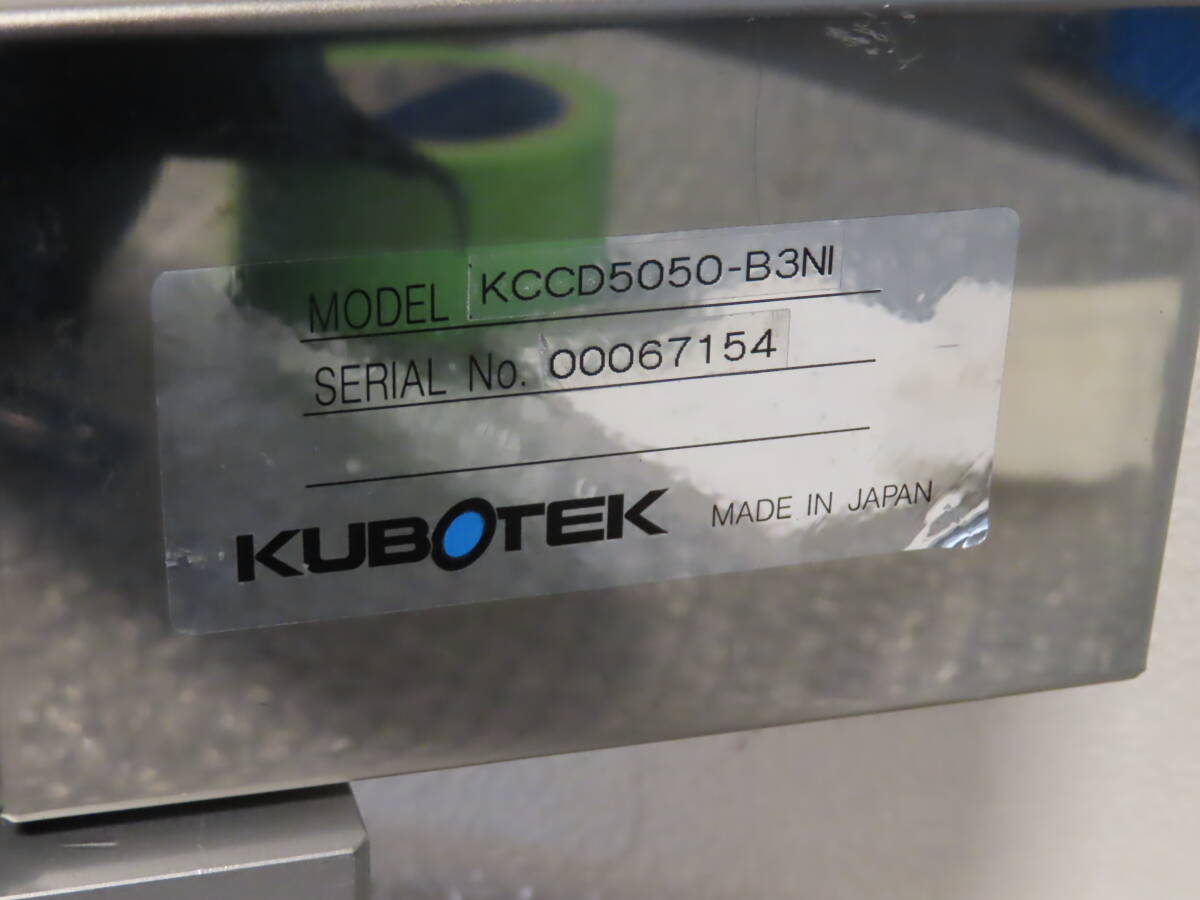 MODEL KCCD5050-B3NI
SERIAL No. 00067154
KUBOTEK MADE IN JAPAN